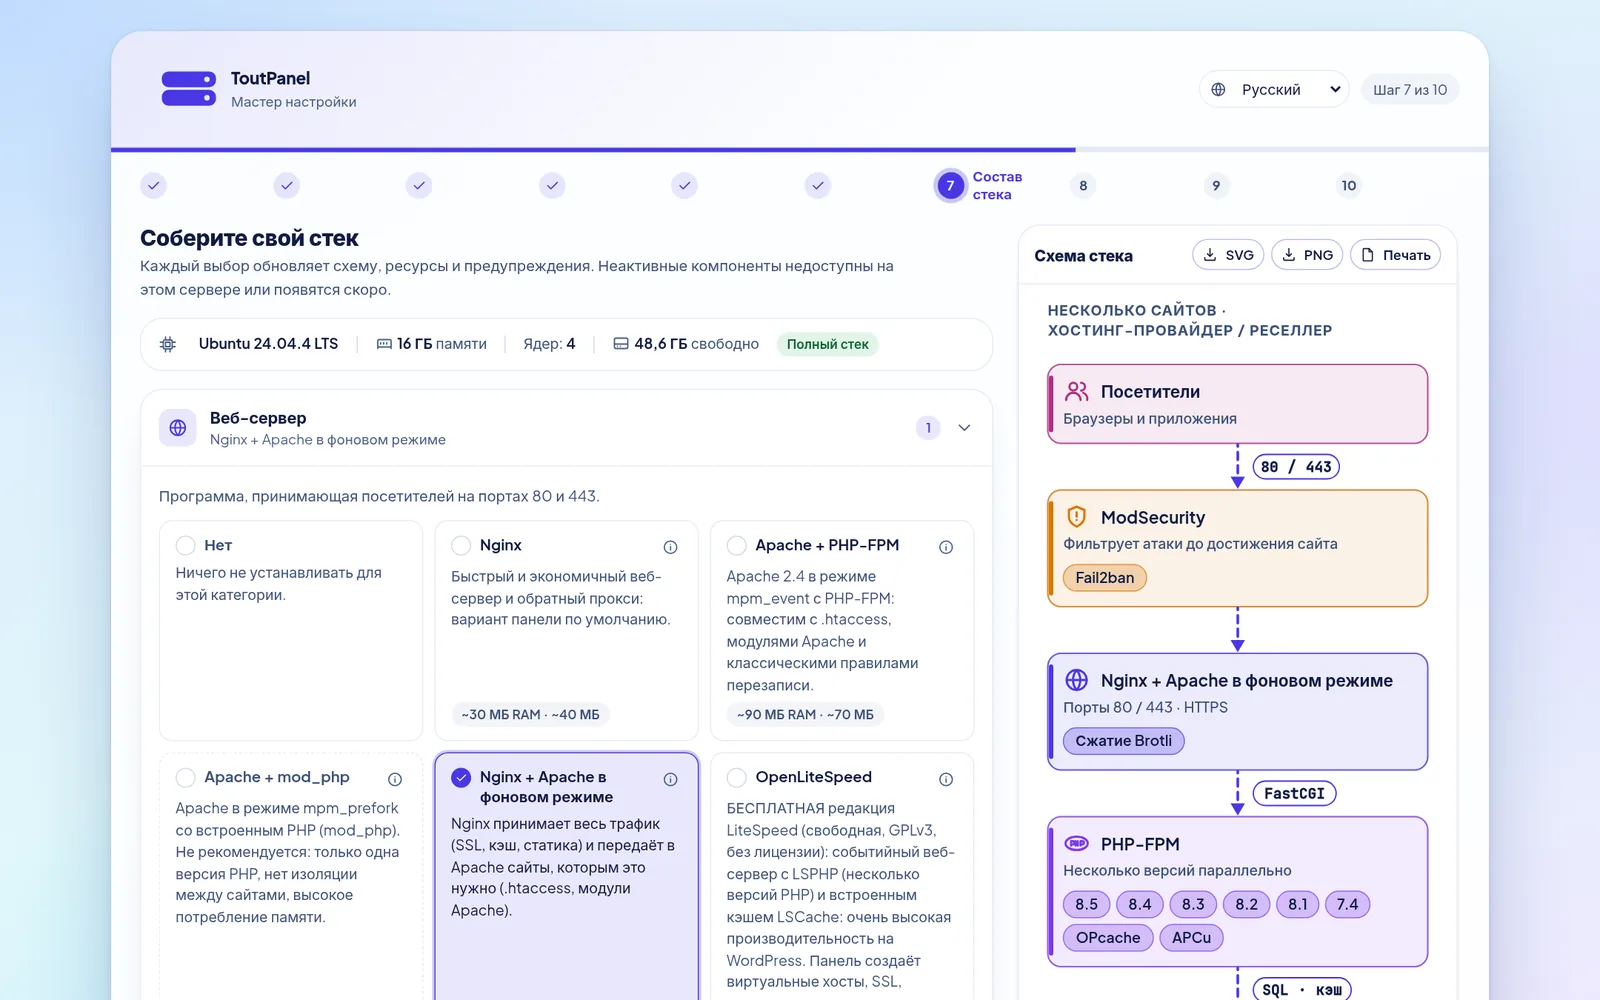 ToutPanel
Мастер настройки
Русский
Шаг 7 из 10
7
Состав
стека
8
9
10
Соберите свой стек
Каждый выбор обновляет схему, ресурсы и предупреждения. Неактивные компоненты недоступны на
этом сервере или появятся скоро.
Ubuntu 24.04.4 LTS
16 ГБ памяти
Ядер: 4
48,6 ГБ свободно
Полный стек
Веб-сервер
Nginx + Apache в фоновом режиме
1
Программа, принимающая посетителей на портах 80 и 443.
Нет
Ничего не устанавливать для
этой категории.
Nginx
Быстрый и экономичный веб-
сервер и обратный прокси:
вариант панели по умолчанию.
~30 МБ RAM · ~40 МБ
Apache + PHP-FPM
Apache 2.4 в режиме
mpm_event с PHP-FPM:
совместим с .htaccess,
модулями Apache и
классическими правилами
перезаписи.
~90 МБ RAM · ~70 МБ
Apache + mod_php
Apache в режиме mpm_prefork
со встроенным PHP (mod_php).
Не рекомендуется: только одна
версия PHP, нет изоляции
между сайтами, высокое
потребление памяти.
Nginx + Apache в
фоновом режиме
Nginx принимает весь трафик
(SSL, кэш, статика) и передаёт в
Apache сайты, которым это
нужно (.htaccess, модули
Apache).
OpenLiteSpeed
БЕСПЛАТНАЯ редакция
LiteSpeed (свободная, GPLv3,
без лицензии): событийный веб-
сервер с LSPHP (несколько
версий PHP) и встроенным
кэшем LSCache: очень высокая
производительность на
WordPress. Панель создаёт
виртуальные хосты, SSL,
Схема стека
SVG
PNG
Печать
НЕСКОЛЬКО САЙТОВ ·
ХОСТИНГ-ПРОВАЙДЕР / РЕСЕЛЛЕР
Посетители
Браузеры и приложения
80 / 443
ModSecurity
Фильтрует атаки до достижения сайта
Fail2ban
Nginx + Apache в фоновом режиме
Порты 80 / 443 · HTTPS
Сжатие Brotli
FastCGI
PHP
PHP-FPM
Несколько версий параллельно
8.5 8.4 8.3 8.2 8.1 7.4
OPcache APCu
SQL · кэш